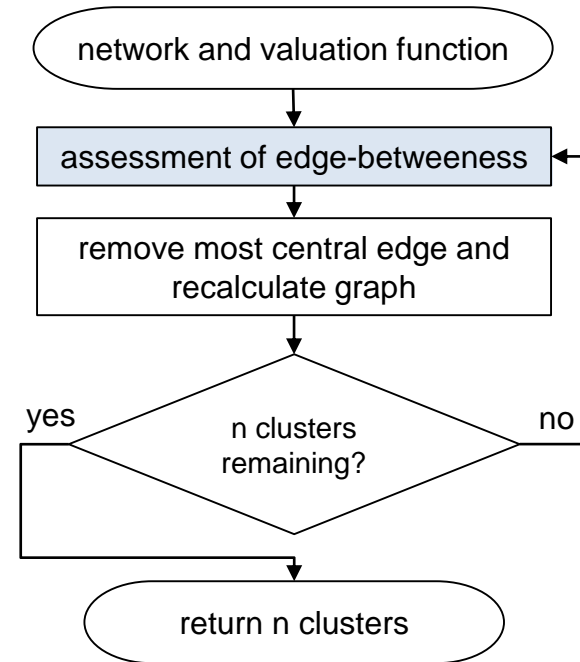 network and valuation function
assessment of edge-betweeness
remove most central edge and
recalculate graph
yes
n clusters
remaining?
no
return n clusters